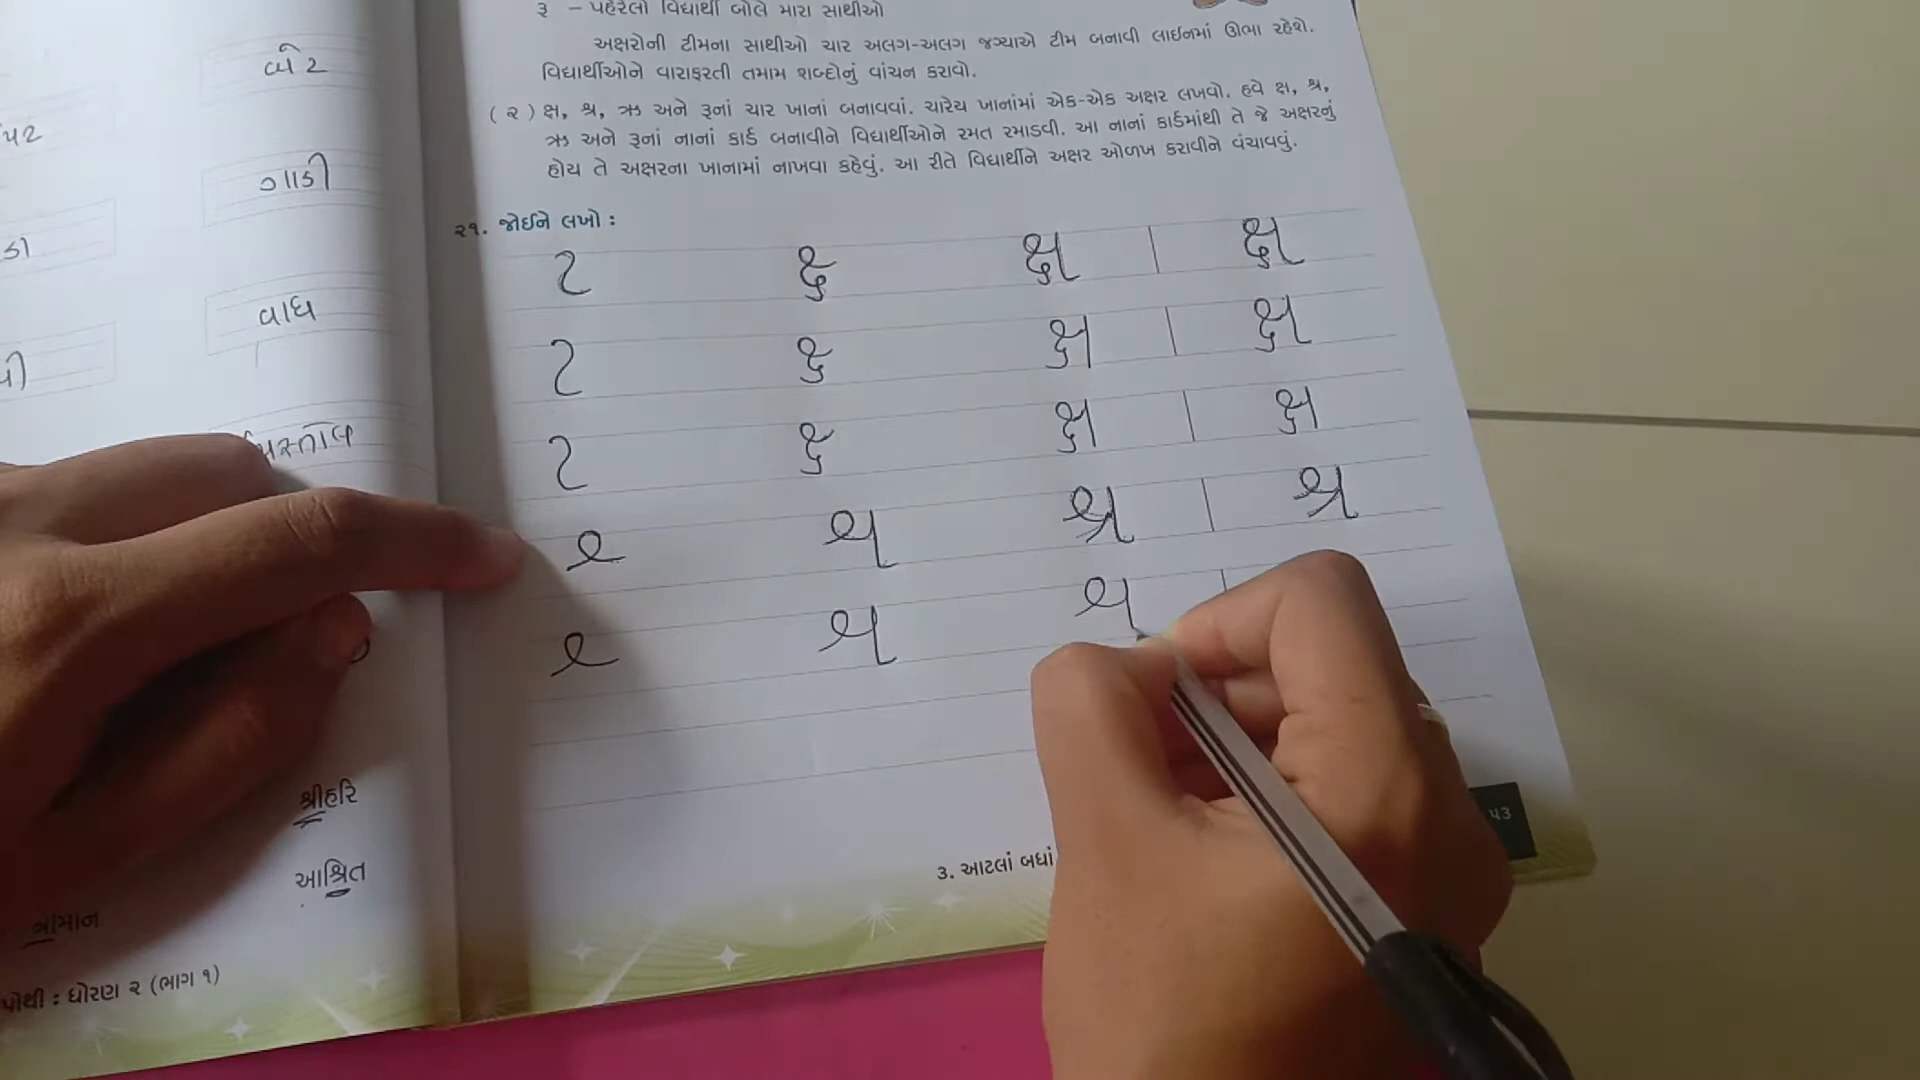 ૩ – પહેરેલો વિદ્યાર્થી બોલે મારા સાથીઓ
અક્ષરોની ટીમના સાથીઓ ચાર અલગ-અલગ જગ્યાએ ટીમ બનાવી લાઈનમાં ઊભા રહેશે.
વિદ્યાર્થીઓને વારાફરતી તમામ શબ્દોનું વાંચન કરાવો.
(૨) ક્ષ, શ્ર, ઋ અને રૂનાં ચાર ખાનાં બનાવવાં. ચારેય ખાનાંમાં એક-એક અક્ષર લખવો. હવે ક્ષ, શ્ર,
ઋ અને રૂનાં નાનાં કાર્ડ બનાવીને વિદ્યાર્થીઓને રમત રમાડવી. આ નાનાં કાર્ડમાંથી તે જે અક્ષરનું
હોય તે અક્ષરના ખાનામાં નાખવા કહેવું. આ રીતે વિદ્યાર્થીને અક્ષર ઓળખ કરાવીને વંચાવવું.
૨૧. જોઈને લખો :
ક્ષ | ક્ષ
ક્ષ | ક્ષ
ક્ષ | ક્ષ
શ્ર | શ્ર
૩. આટલાં બધાં
૫૩
ગાડી
વાઘ
શ્રીહરિ
આશ્રિત
પોથી : ધોરણ ૨ (ભાગ ૧)